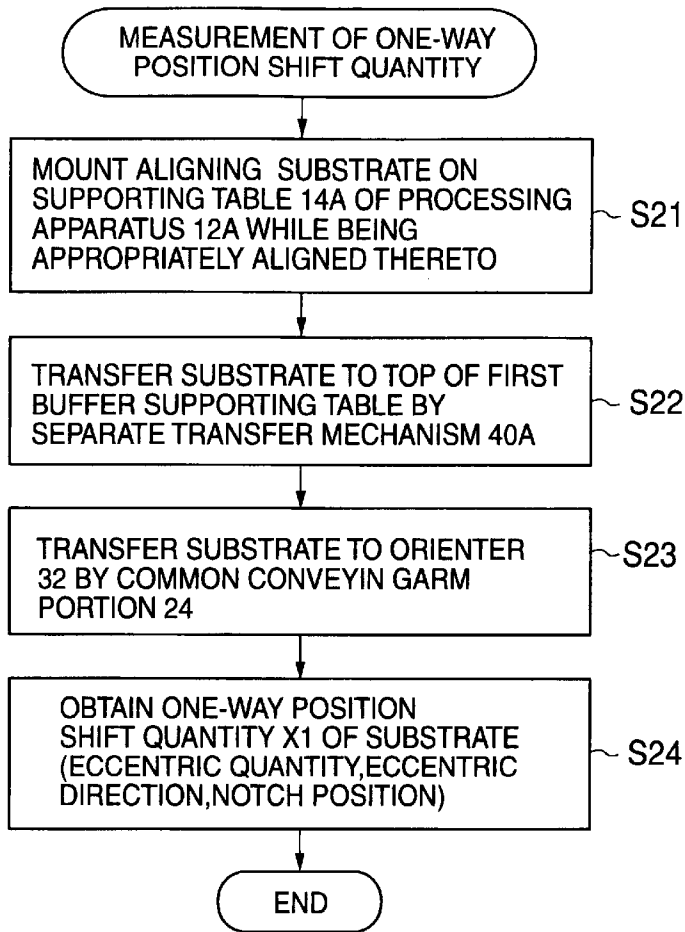 MEASUREMENT OF ONE-WAY
POSITION SHIFT QUANTITY
MOUNT ALIGNING SUBSTRATE ON
SUPPORTING TABLE 14A OF PROCESSING
APPARATUS 12A WHILE BEING
APPROPRIATELY ALIGNED THERETO
S21
TRANSFER SUBSTRATE TO TOP OF FIRST
BUFFER SUPPORTING TABLE BY
SEPARATE TRANSFER MECHANISM 40A
S22
TRANSFER SUBSTRATE TO ORIENTER
32 BY COMMON CONVEYIN GARM
PORTION 24
S23
OBTAIN ONE-WAY POSITION
SHIFT QUANTITY X1 OF SUBSTRATE
(ECCENTRIC QUANTITY,ECCENTRIC
DIRECTION,NOTCH POSITION)
S24
END